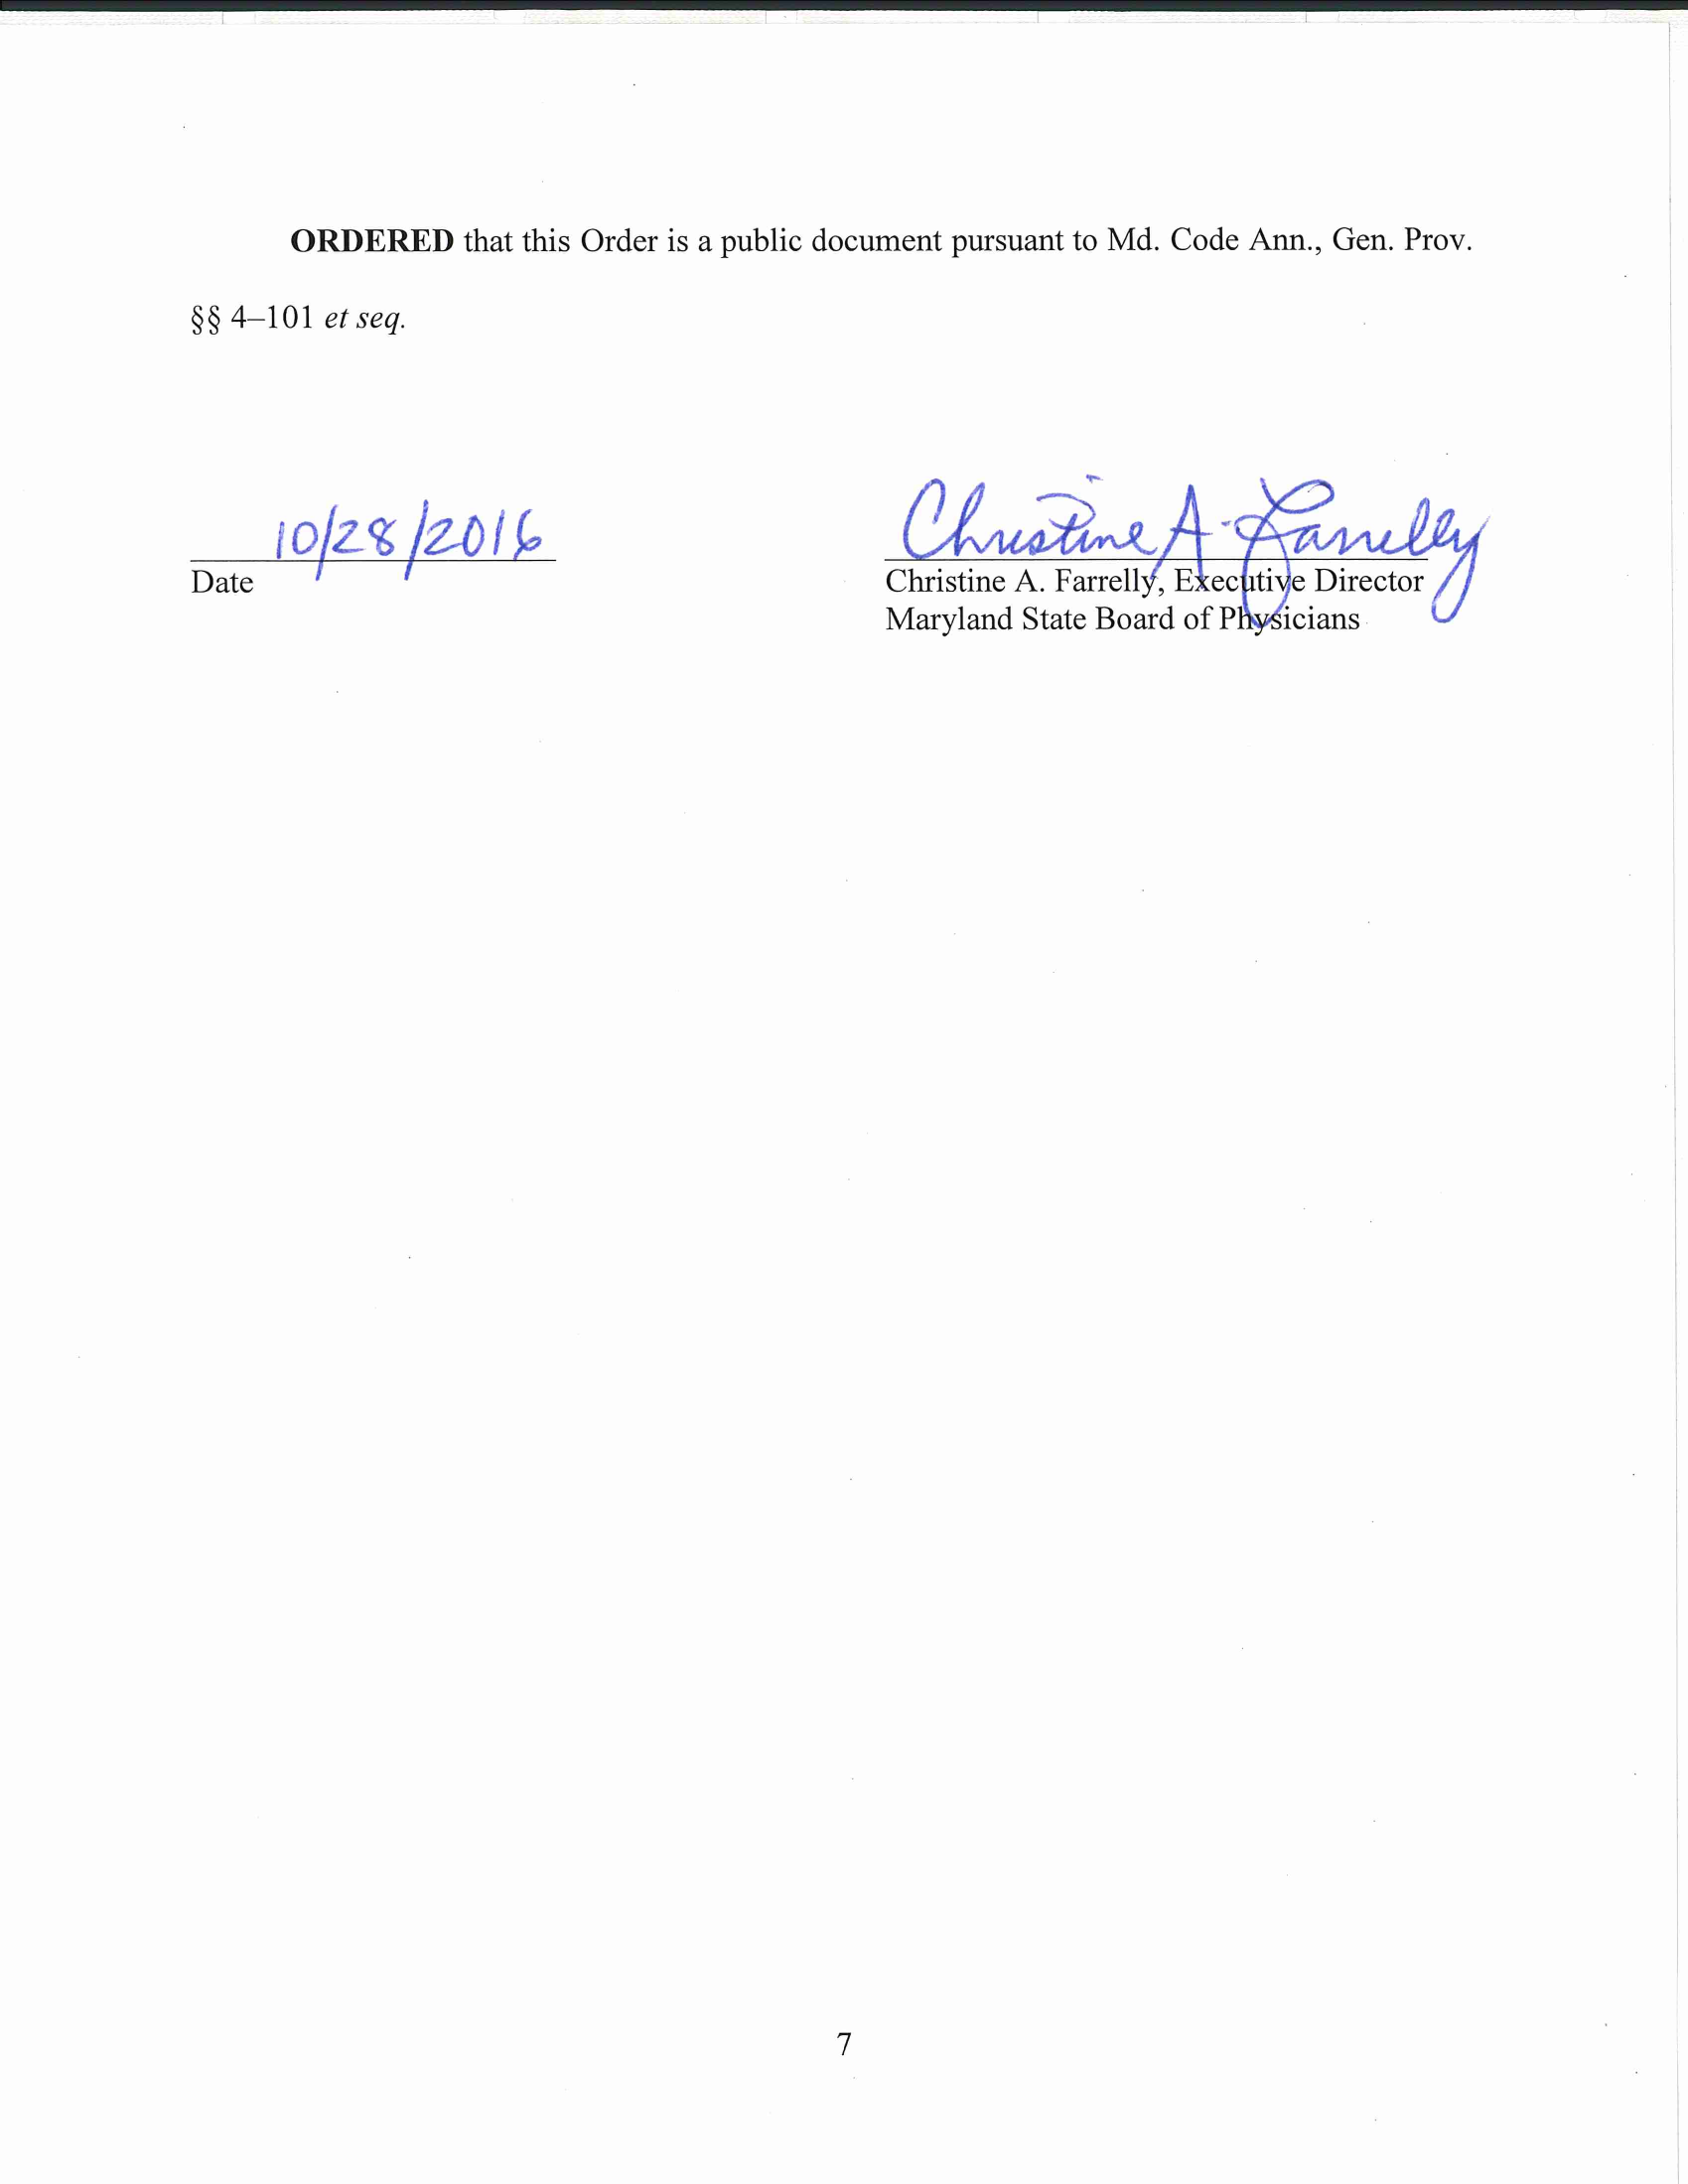 ORDERED that this Order is a public document pursuant to Md. Code Ann., Gen. Prov.
§§ 4–101 et seq.
10/28/2016
Christine A. Farrelly
Date
Christine A. Farrelly, Executive Director
Maryland State Board of Physicians
7